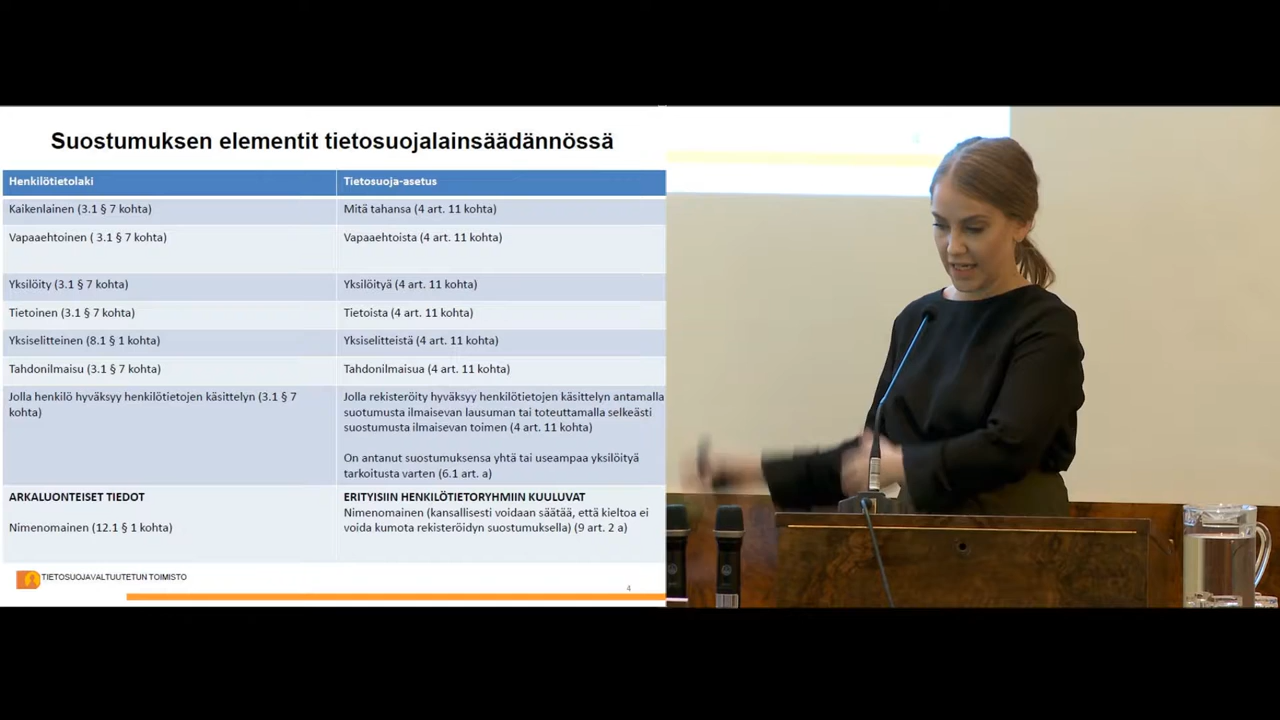 Suostumuksen elementit tietosuojalainsäädännössä
Henkilötietolaki
Tietosuoja-asetus
Kaikenlainen (3.1 § 7 kohta)
Mitä tahansa (4 art. 11 kohta)
Vapaaehtoinen ( 3.1 § 7 kohta)
Vapaaehtoista (4 art. 11 kohta)
Yksilöity (3.1 § 7 kohta)
Yksilöityä (4 art. 11 kohta)
Tietoinen (3.1 § 7 kohta)
Tietoista (4 art. 11 kohta)
Yksiselitteinen (8.1 § 1 kohta)
Yksiselitteistä (4 art. 11 kohta)
Tahdonilmaisu (3.1 § 7 kohta)
Tahdonilmaisua (4 art. 11 kohta)
Jolla henkilö hyväksyy henkilötietojen käsittelyn (3.1 § 7
kohta)
Jolla rekisteröity hyväksyy henkilötietojen käsittelyn antamalla
suotumusta ilmaisevan lausuman tai toteuttamalla selkeästi
suostumusta ilmaisevan toimen (4 art. 11 kohta)
On antanut suostumuksensa yhtä tai useampaa yksilöityä
tarkoitusta varten (6.1 art. a)
ARKALUONTEISET TIEDOT
Nimenomainen (12.1 § 1 kohta)
ERITYISIIN HENKILÖTIETORYHMIIN KUULUVAT
Nimenomainen (kansallisesti voidaan säätää, että kieltoa ei
voida kumota rekisteröidyn suostumuksella) (9 art. 2 a)
TIETOSUOJAVALTUUTETUN TOIMISTO
4